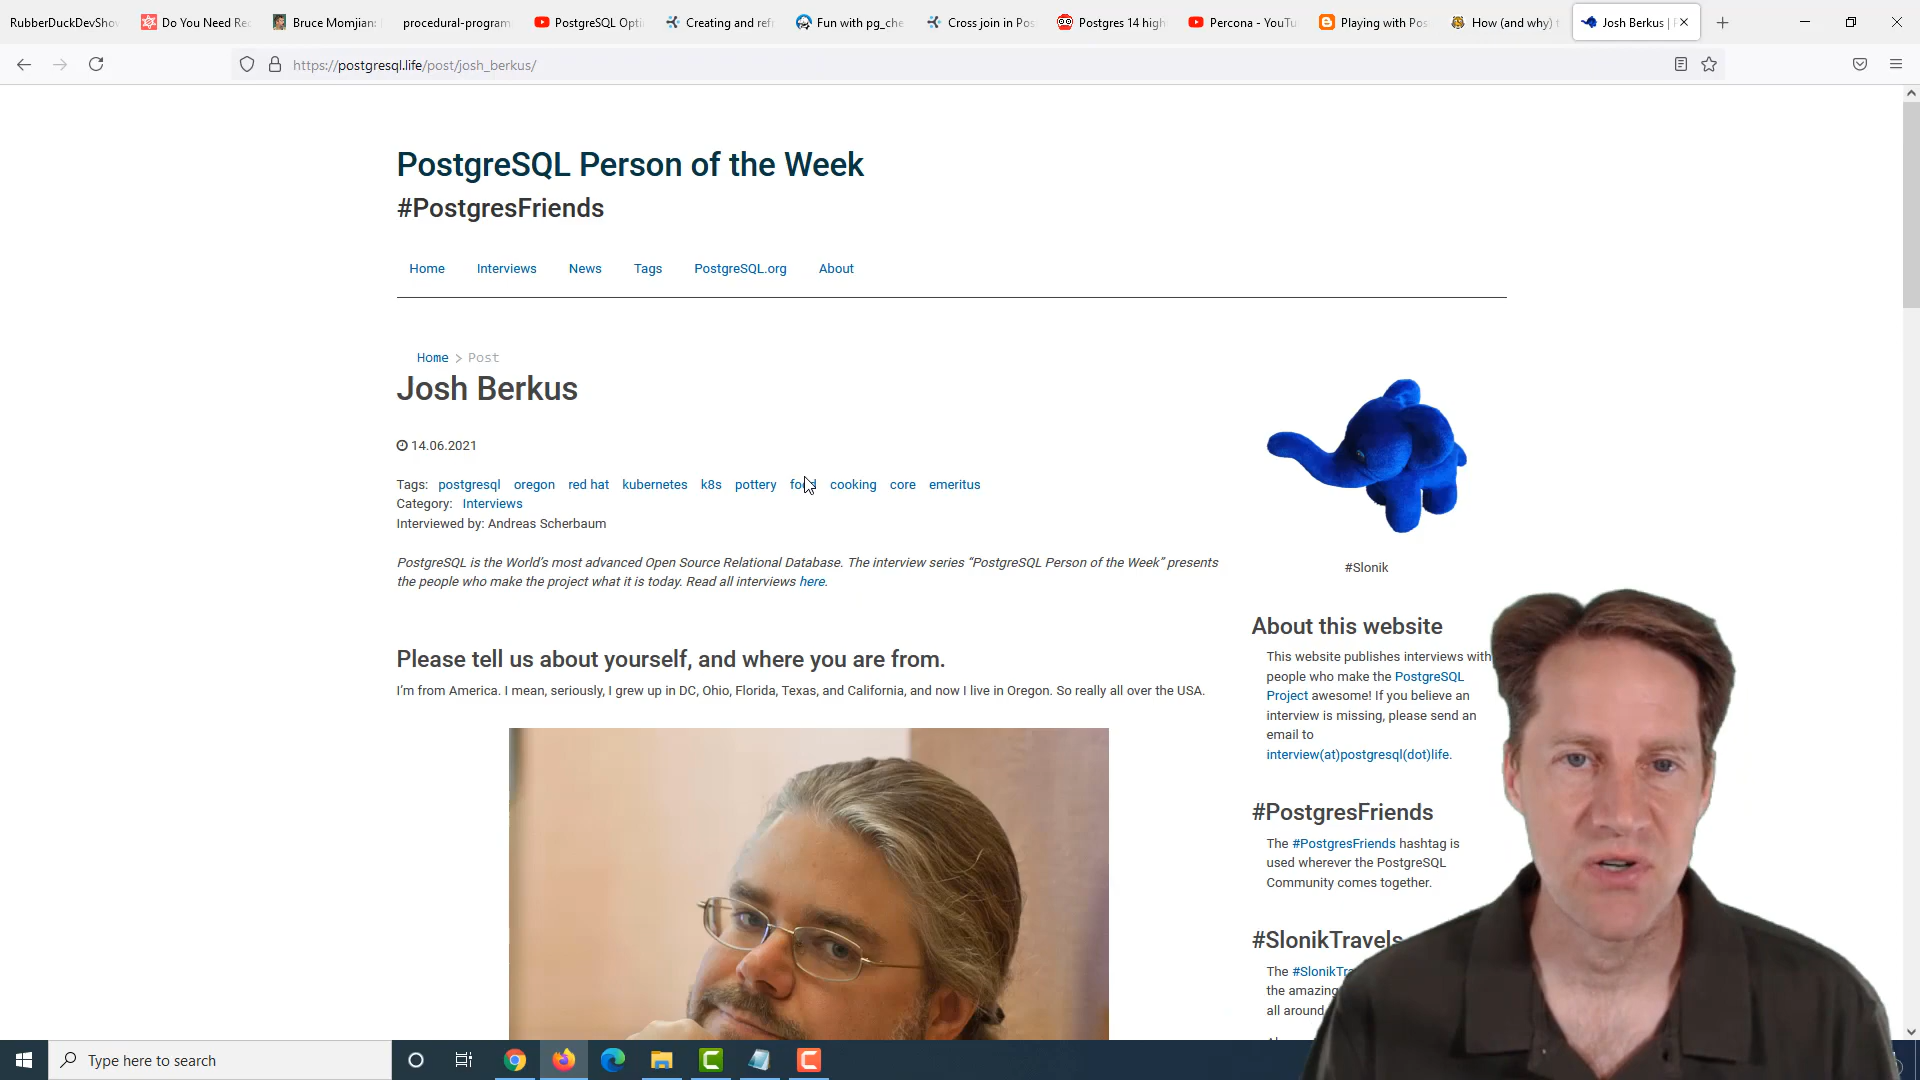 RubberDuckDevSho
Do You Need Re
Bruce Momjian:
procedural-program
PostgreSQL Opti
Creating and ref
Fun with pg_che
Cross join in Pos
Postgres 14 high
Percona - YouTu
Playing with Pos
How (and why)
Josh Berkus |
https://postgresql.life/post/josh_berkus/
PostgreSQL Person of the Week
#PostgresFriends
Home Interviews News Tags PostgreSQL.org About
Home > Post
Josh Berkus
14.06.2021
Tags: postgresql oregon red hat kubernetes k8s pottery food cooking core emeritus
Category: Interviews
Interviewed by: Andreas Scherbaum
PostgreSQL is the World's most advanced Open Source Relational Database. The interview series “PostgreSQL Person of the Week” presents
the people who make the project what it is today. Read all interviews here.
Please tell us about yourself, and where you are from.
I'm from America. I mean, seriously, I grew up in DC, Ohio, Florida, Texas, and California, and now I live in Oregon. So really all over the USA.
#Slonik
About this website
This website publishes interviews with
people who make the PostgreSQL
Project awesome! If you believe an
interview is missing, please send an
email to
interview(at)postgresql(dot)life.
#PostgresFriends
The #PostgresFriends hashtag is
used wherever the PostgreSQL
Community comes together.
#SlonikTravels
The #SlonikTra
the amazing
all around
Type here to search